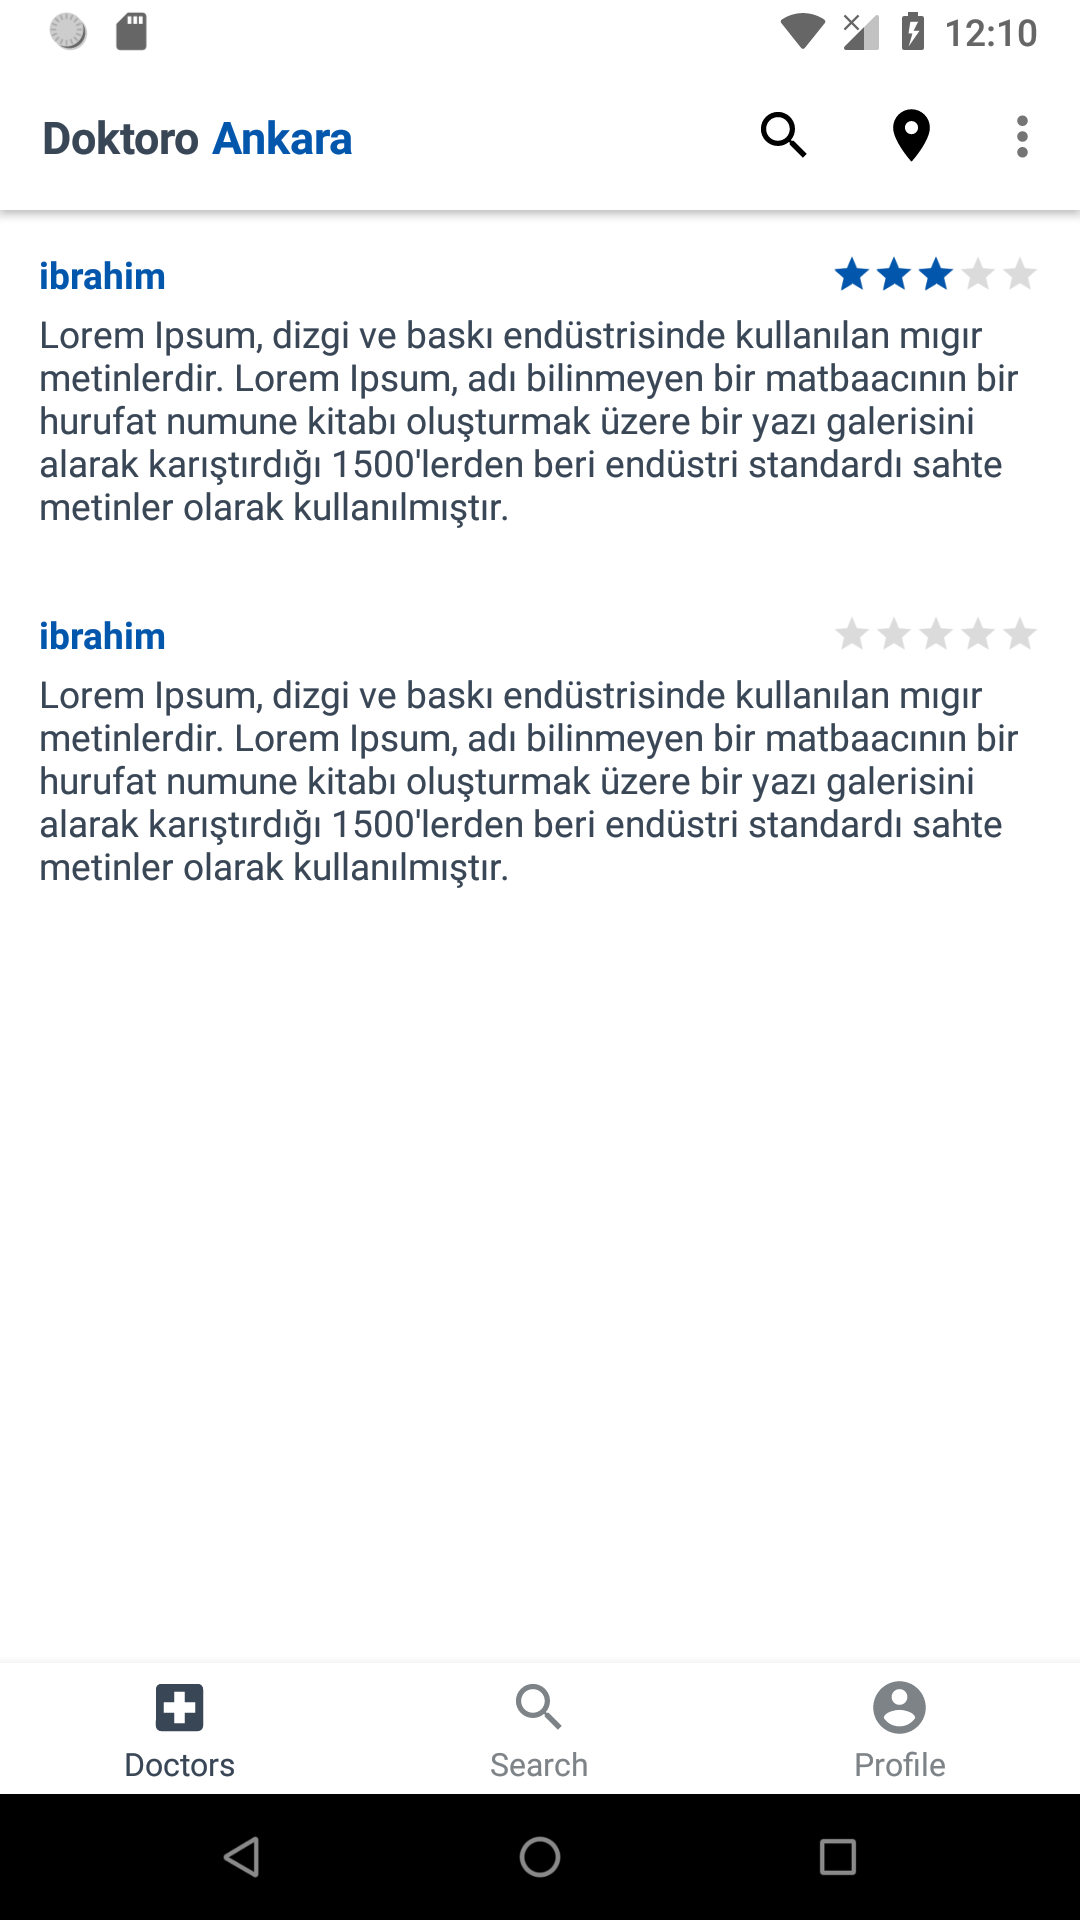 12:10
Doktoro Ankara
ibrahim
Lorem Ipsum, dizgi ve baskı endüstrisinde kullanılan mıgır
metinlerdir. Lorem Ipsum, adı bilinmeyen bir matbaacının bir
hurufat numune kitabı oluşturmak üzere bir yazı galerisini
alarak karıştırdığı 1500'lerden beri endüstri standardı sahte
metinler olarak kullanılmıştır.
ibrahim
Lorem Ipsum, dizgi ve baskı endüstrisinde kullanılan mıgır
metinlerdir. Lorem Ipsum, adı bilinmeyen bir matbaacının bir
hurufat numune kitabı oluşturmak üzere bir yazı galerisini
alarak karıştırdığı 1500'lerden beri endüstri standardı sahte
metinler olarak kullanılmıştır.
Doctors
Search
Profile